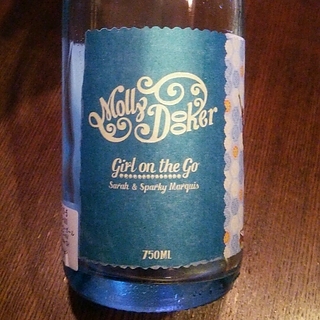 Molly
Dooker
Girl on the Go
Sarah & Sparky Marquis
750ML